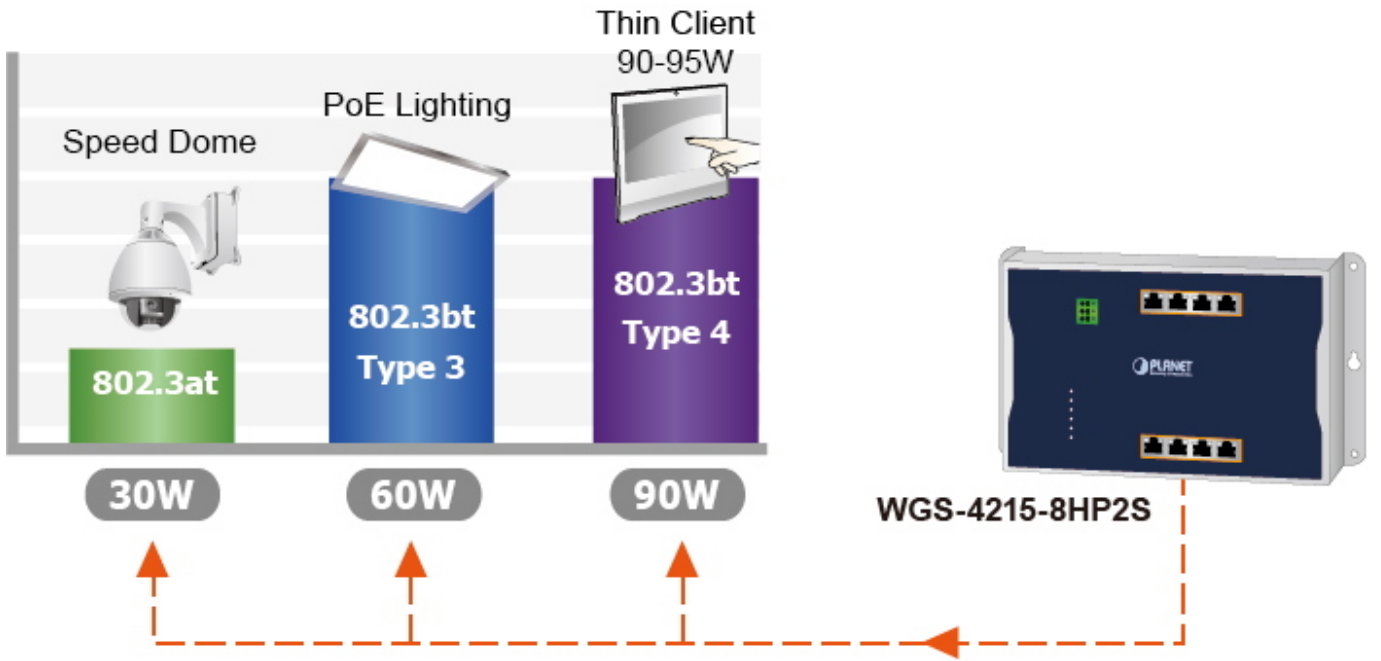 Thin Client
90-95W
PoE Lighting
Speed Dome
802.3at
802.3bt
Type 3
802.3bt
Type 4
30W
60W
90W
PLANET
WGS-4215-8HP2S